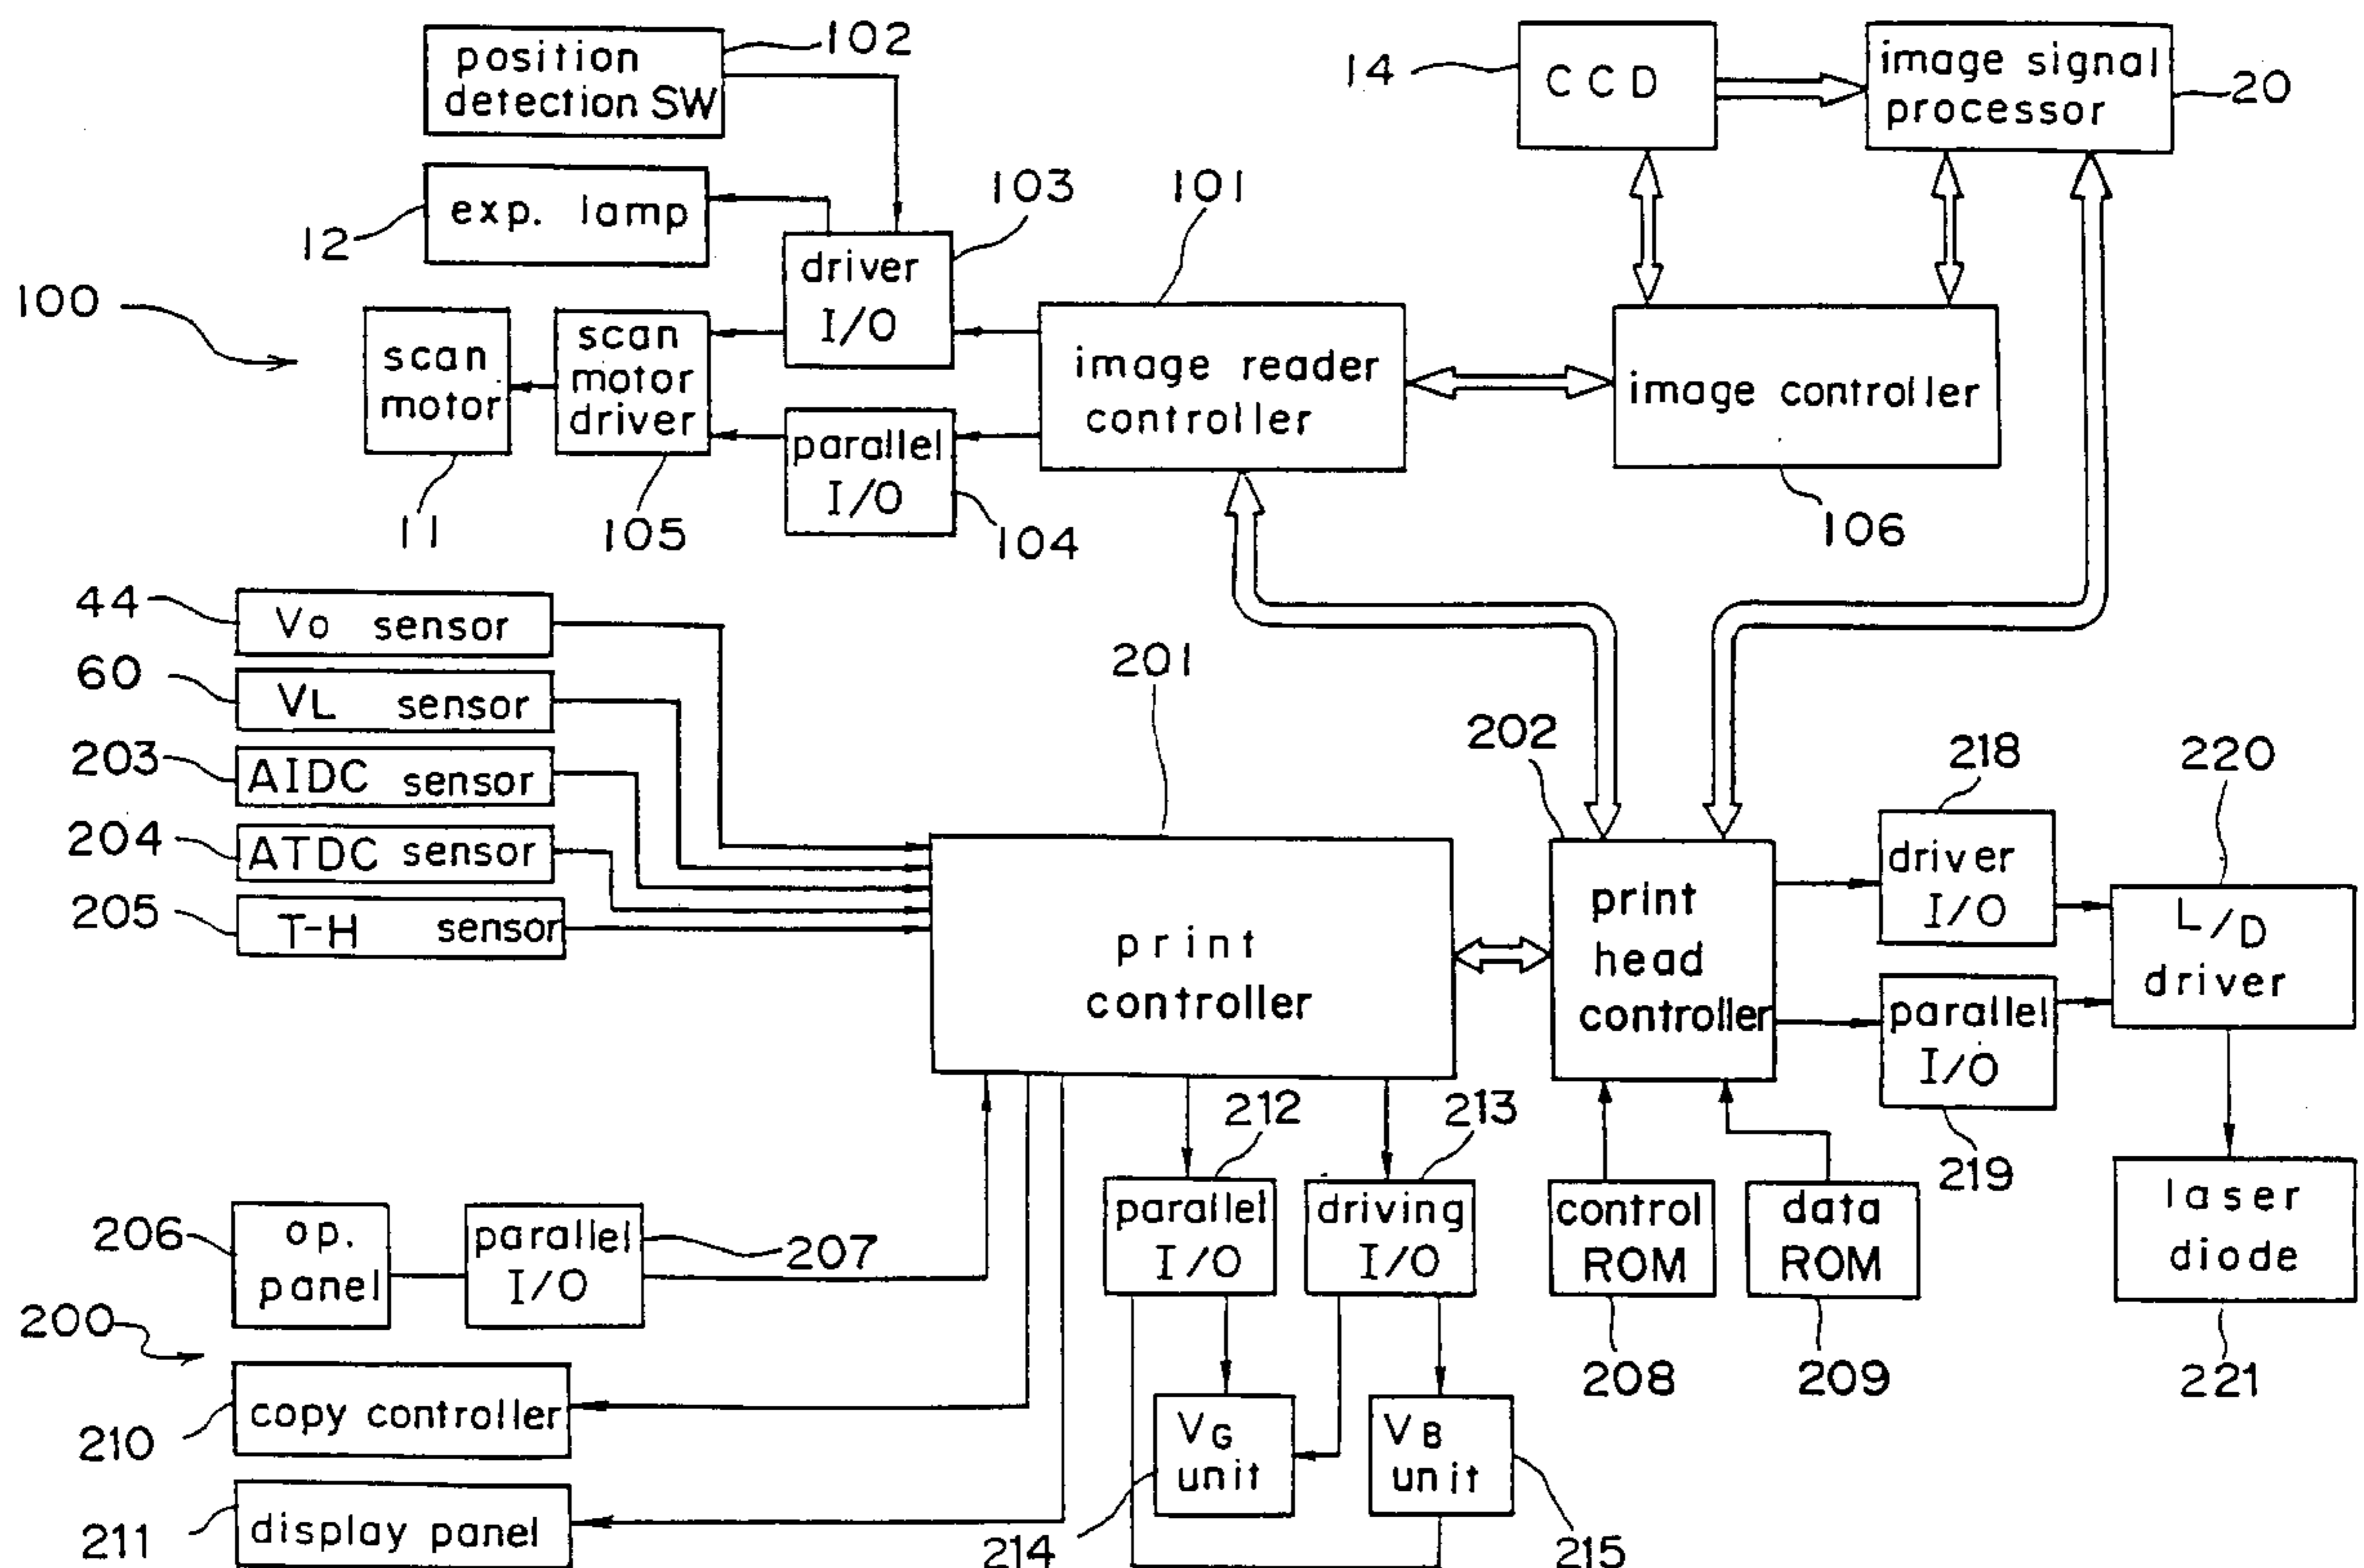 position
detection SW
102
exp. lamp
12
driver
I/O
103
100
scan
motor
11
scan
motor
driver
105
parallel
I/O
104
image reader
controller
101
14
CCD
image signal
processor
20
image controller
106
44
Vo sensor
60
VL sensor
203
AIDC sensor
204
ATDC sensor
205
T-H sensor
201
print
controller
202
print
head
controller
218
driver
I/O
parallel
I/O
219
220
L/D
driver
laser
diode
221
206
op.
panel
parallel
I/O
207
200
copy controller
210
display panel
211
212
parallel
I/O
213
driving
I/O
VG
unit
214
VB
unit
215
control
ROM
208
data
ROM
209